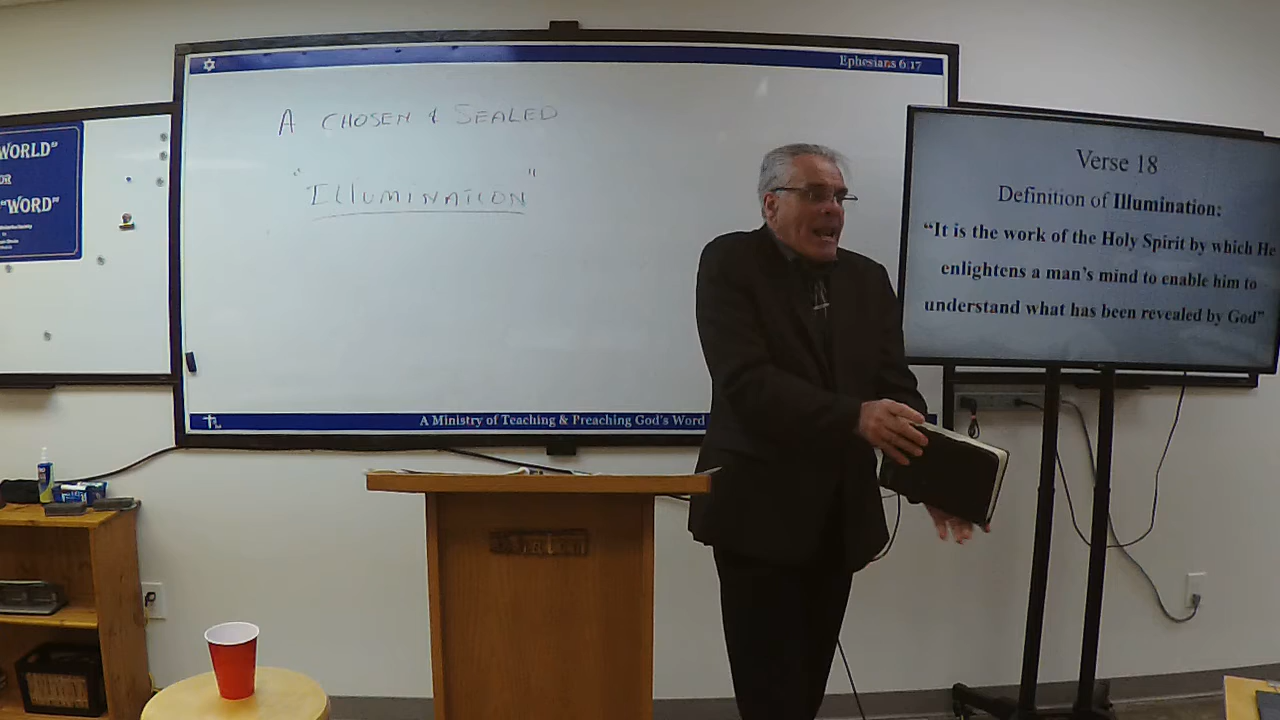 WORLD"
OR
"WORD"
Ephesians 6:17
A CHOSEN & SEALED
"ILLUMINATION"
A Ministry of Teaching & Preaching God's Word
Verse 18
Definition of Illumination:
"It is the work of the Holy Spirit by which He
enlightens a man's mind to enable him to
understand what has been revealed by God"